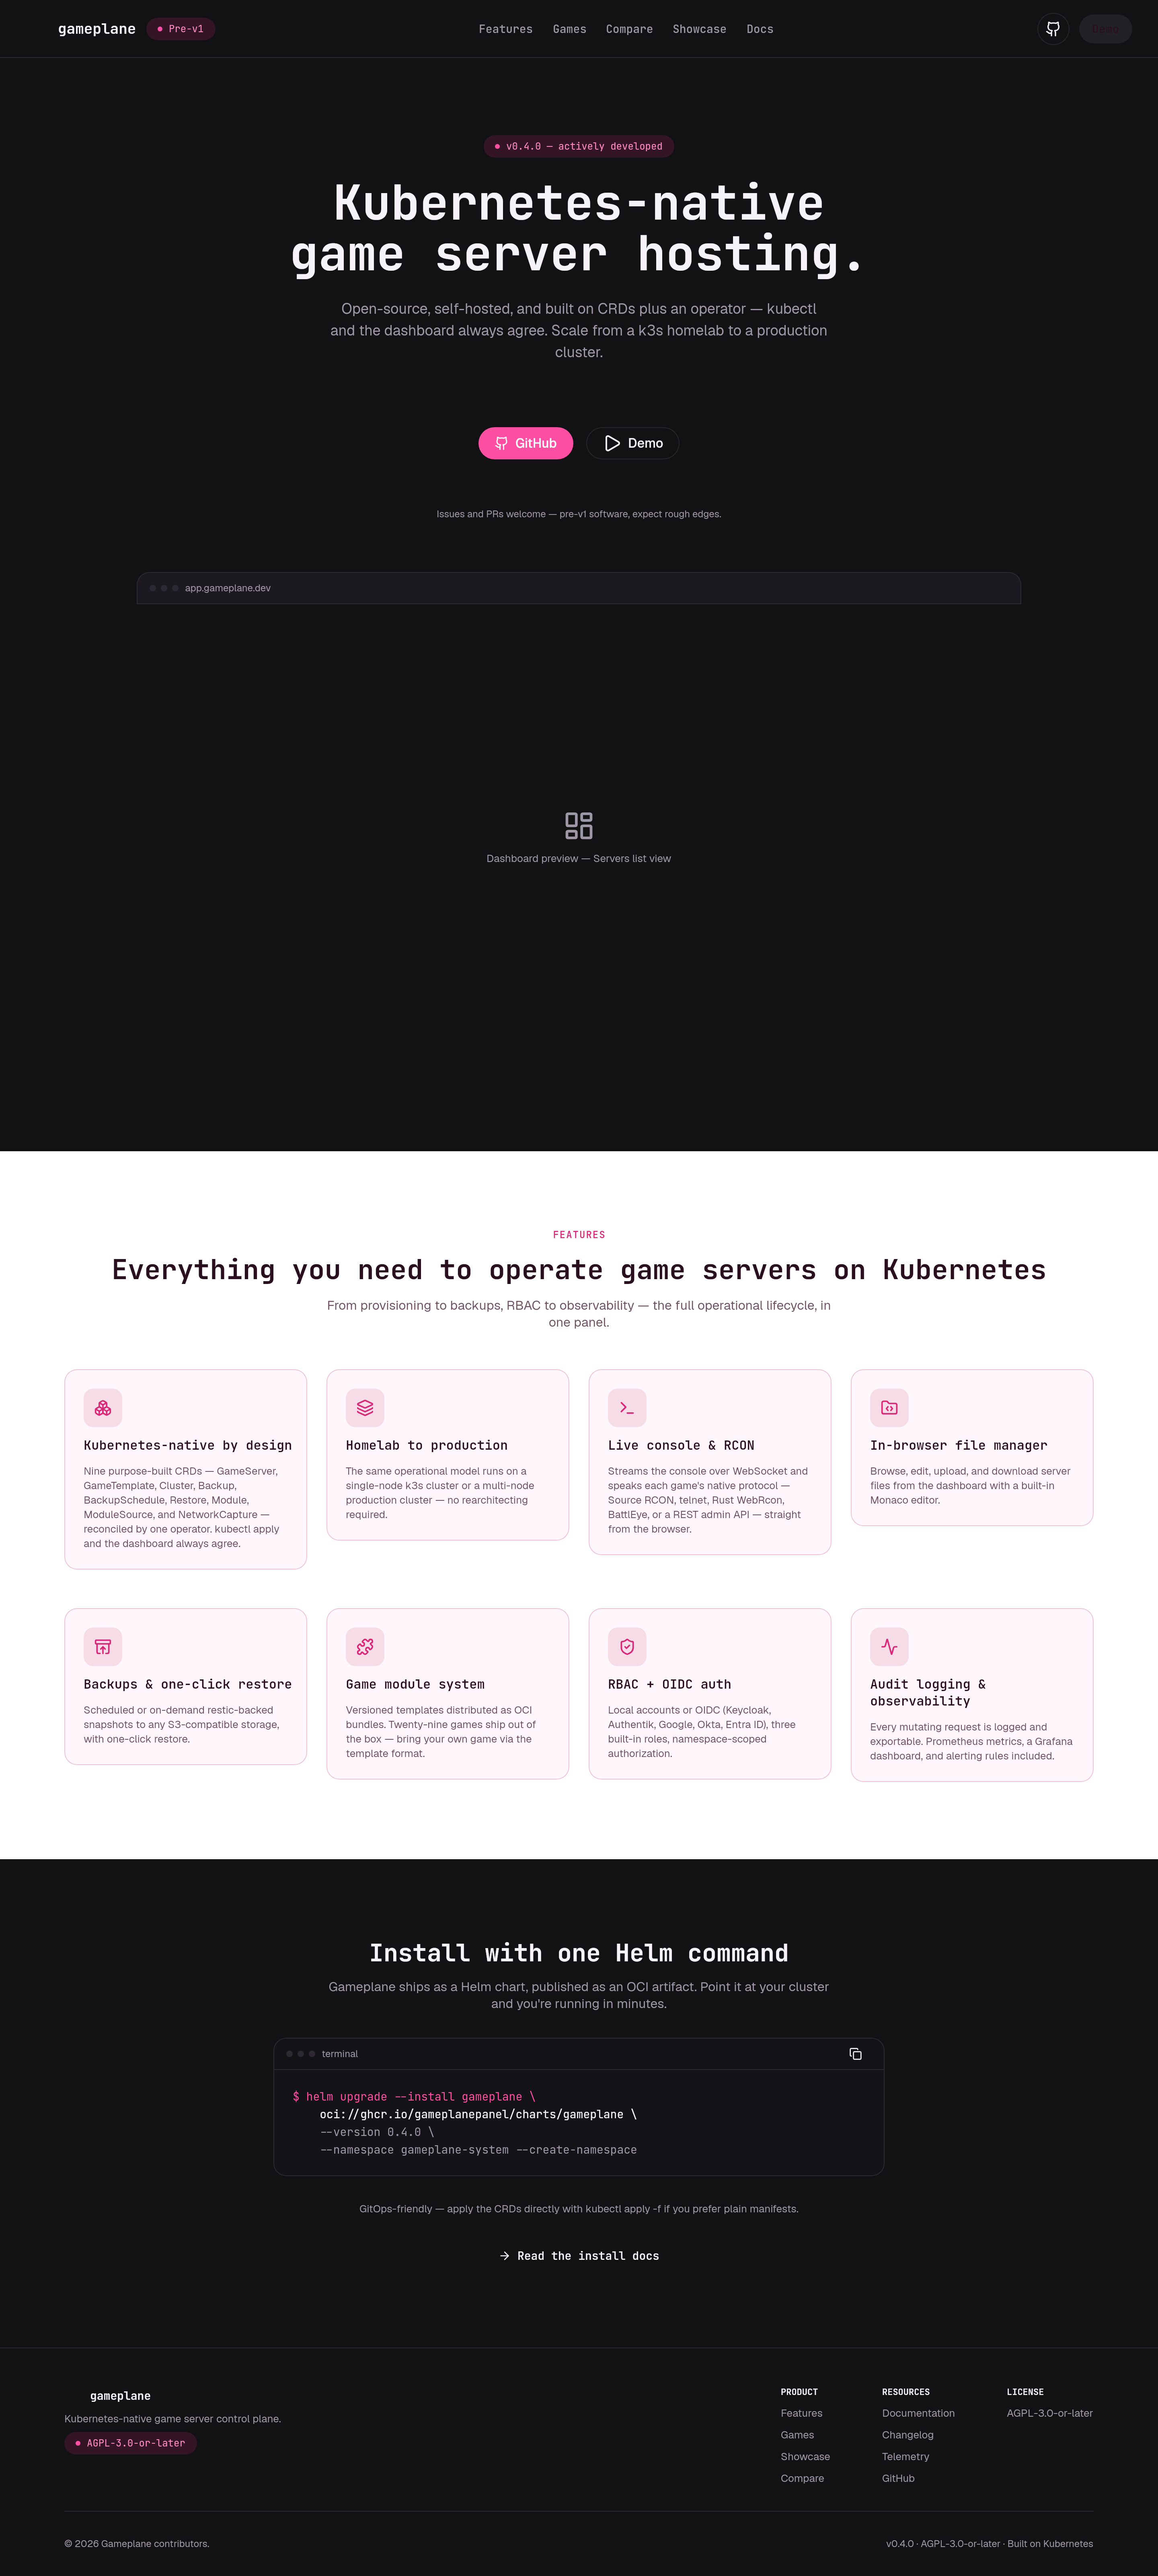 gameplane
Pre-v1
Features
Games
Compare
Showcase
Docs
Demo
v0.4.0 — actively developed
Kubernetes-native
game server hosting.
Open-source, self-hosted, and built on CRDs plus an operator — kubectl
and the dashboard always agree. Scale from a k3s homelab to a production
cluster.
GitHub
Demo
Issues and PRs welcome — pre-v1 software, expect rough edges.
app.gameplane.dev
Dashboard preview — Servers list view
FEATURES
Everything you need to operate game servers on Kubernetes
From provisioning to backups, RBAC to observability — the full operational lifecycle, in
one panel.
Kubernetes-native by design
Nine purpose-built CRDs — GameServer,
GameTemplate, Cluster, Backup,
BackupSchedule, Restore, Module,
ModuleSource, and NetworkCapture —
reconciled by one operator. kubectl apply
and the dashboard always agree.
Homelab to production
The same operational model runs on a
single-node k3s cluster or a multi-node
production cluster — no rearchitecting
required.
Live console & RCON
Streams the console over WebSocket and
speaks each game's native protocol —
Source RCON, telnet, Rust WebRcon,
BattlEye, or a REST admin API — straight
from the browser.
In-browser file manager
Browse, edit, upload, and download server
files from the dashboard with a built-in
Monaco editor.
Backups & one-click restore
Scheduled or on-demand restic-backed
snapshots to any S3-compatible storage,
with one-click restore.
Game module system
Versioned templates distributed as OCI
bundles. Twenty-nine games ship out of
the box — bring your own game via the
template format.
RBAC + OIDC auth
Local accounts or OIDC (Keycloak,
Authentik, Google, Okta, Entra ID), three
built-in roles, namespace-scoped
authorization.
Audit logging &
observability
Every mutating request is logged and
exportable. Prometheus metrics, a Grafana
dashboard, and alerting rules included.
Install with one Helm command
Gameplane ships as a Helm chart, published as an OCI artifact. Point it at your cluster
and you're running in minutes.
terminal
$ helm upgrade --install gameplane \
oci://ghcr.io/gameplanepanel/charts/gameplane \
--version 0.4.0 \
--namespace gameplane-system --create-namespace
GitOps-friendly — apply the CRDs directly with kubectl apply -f if you prefer plain manifests.
→ Read the install docs
gameplane
Kubernetes-native game server control plane.
AGPL-3.0-or-later
PRODUCT
Features
Games
Showcase
Compare
RESOURCES
Documentation
Changelog
Telemetry
GitHub
LICENSE
AGPL-3.0-or-later
© 2026 Gameplane contributors.
v0.4.0 · AGPL-3.0-or-later · Built on Kubernetes